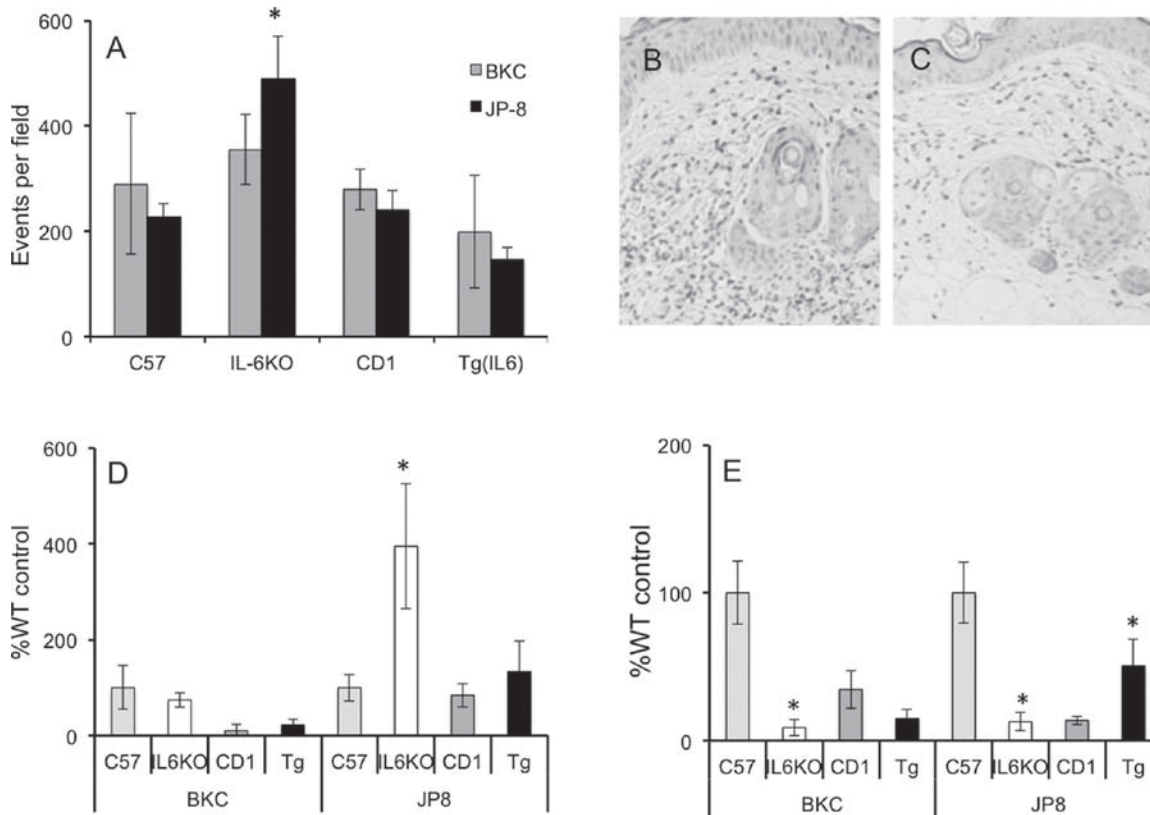 A
*
600
400
200
0
Events per field
BKC
JP-8
C57 IL-6KO CD1 Tg(IL6)
B
C
D
*
600
400
200
0
%WT control
C57 IL6KO CD1 Tg C57 IL6KO CD1 Tg
BKC JP8
E
200
100
0
%WT control
* * *
C57 IL6KO CD1 Tg C57 IL6KO CD1 Tg
BKC JP8